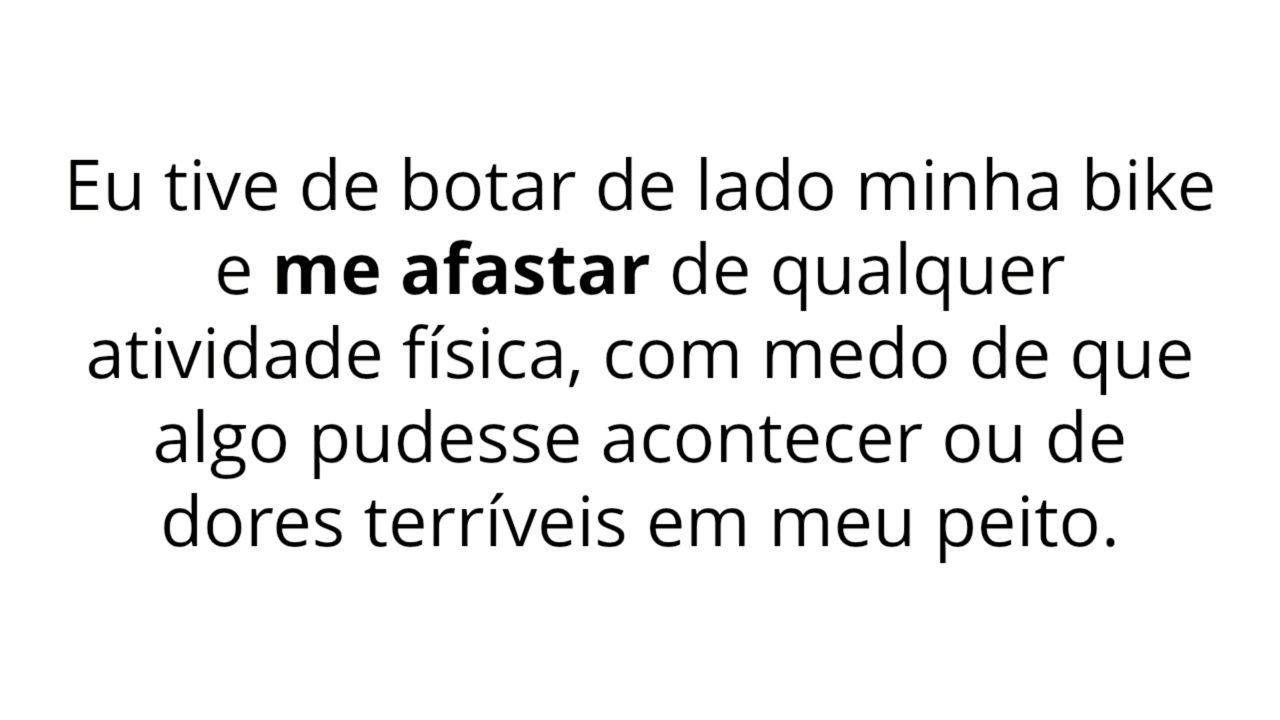 Eu tive de botar de lado minha bike
e me afastar de qualquer
atividade física, com medo de que
algo pudesse acontecer ou de
dores terríveis em meu peito.